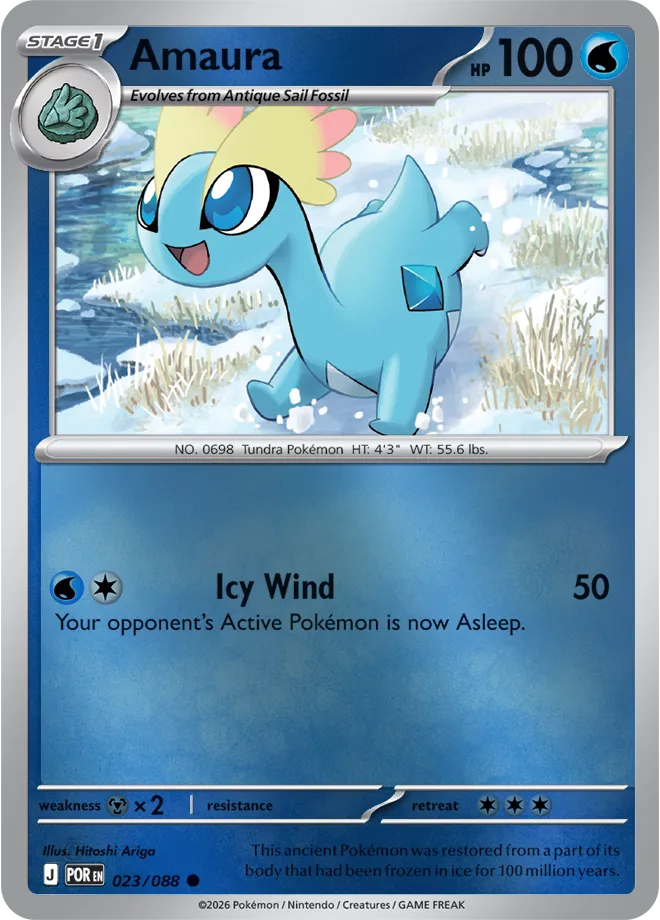 STAGE1
Amaura
HP 100
Evolves from Antique Sail Fossil
NO. 0698 Tundra Pokémon HT: 4'3" WT: 55.6 lbs.
Icy Wind 50
Your opponent's Active Pokémon is now Asleep.
weakness ×2 resistance retreat
Illus. Hitoshi Ariga
This ancient Pokémon was restored from a part of its
body that had been frozen in ice for 100 million years.
J POR EN 023/088
©2026 Pokémon / Nintendo / Creatures / GAME FREAK